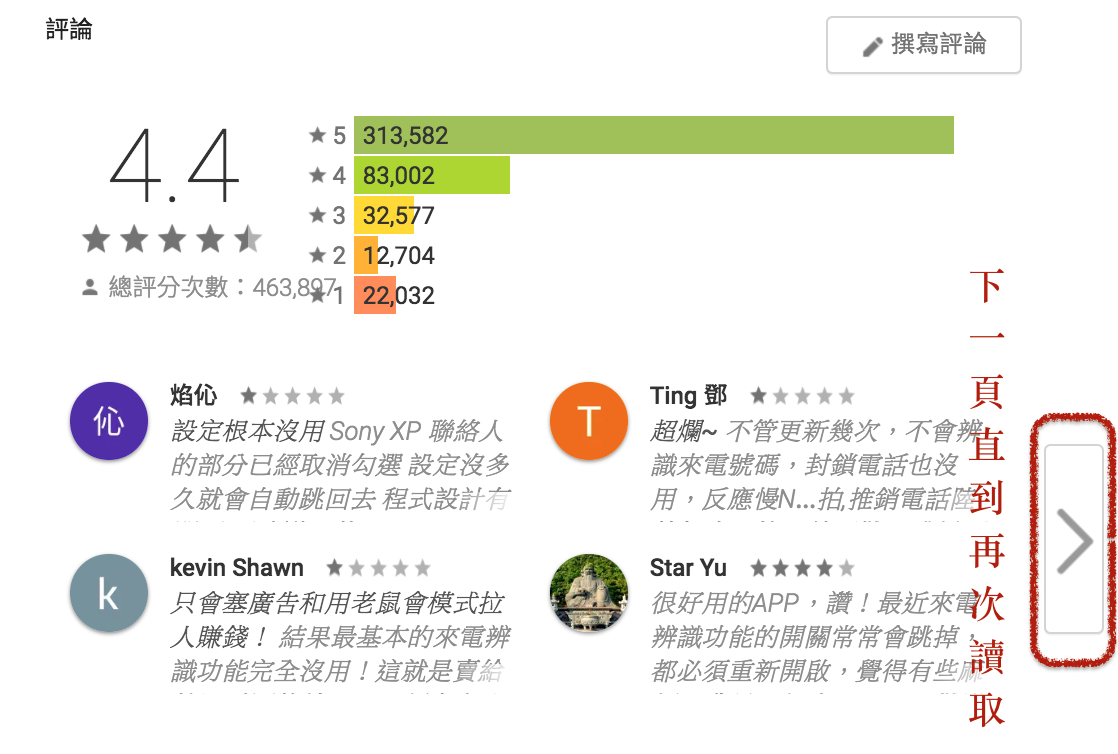 評論
撰寫評論
4.4
總評分次數：463,897
5 313,582
4 83,002
3 32,577
2 12,704
1 22,032
伈
焰伈
設定根本沒用 Sony XP 聯絡人
的部分已經取消勾選 設定沒多
久就會自動跳回去 程式設計有
T
Ting 鄧
超爛~ 不管更新幾次，不會辨
識來電號碼，封鎖電話也沒
用，反應慢N...拍,推銷電話陸
k
kevin Shawn
只會塞廣告和用老鼠會模式拉
人賺錢！ 結果最基本的來電辨
識功能完全沒用！這就是賣給
Star Yu
很好用的APP，讚！最近來電
辨識功能的開關常常會跳掉，
都必須重新開啟，覺得有些麻
下一頁直到再次讀取